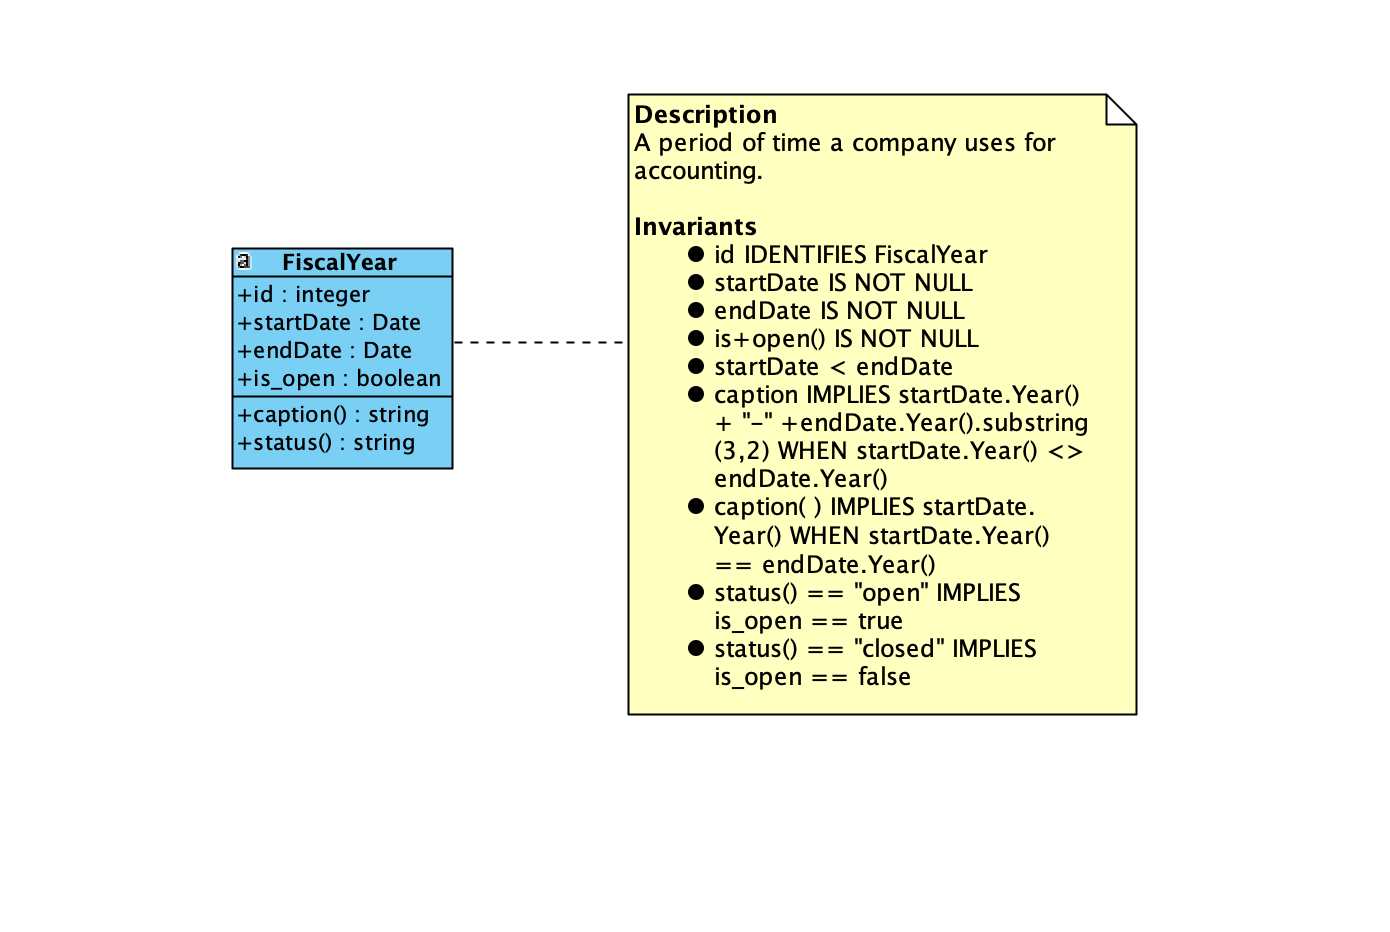 a FiscalYear
+id : integer
+startDate : Date
+endDate : Date
+is_open : boolean
+caption() : string
+status() : string
Description
A period of time a company uses for
accounting.
Invariants
● id IDENTIFIES FiscalYear
● startDate IS NOT NULL
● endDate IS NOT NULL
● is+open() IS NOT NULL
● startDate < endDate
● caption IMPLIES startDate.Year()
+ "-" +endDate.Year().substring
(3,2) WHEN startDate.Year() <>
endDate.Year()
● caption( ) IMPLIES startDate.
Year() WHEN startDate.Year()
== endDate.Year()
● status() == "open" IMPLIES
is_open == true
● status() == "closed" IMPLIES
is_open == false